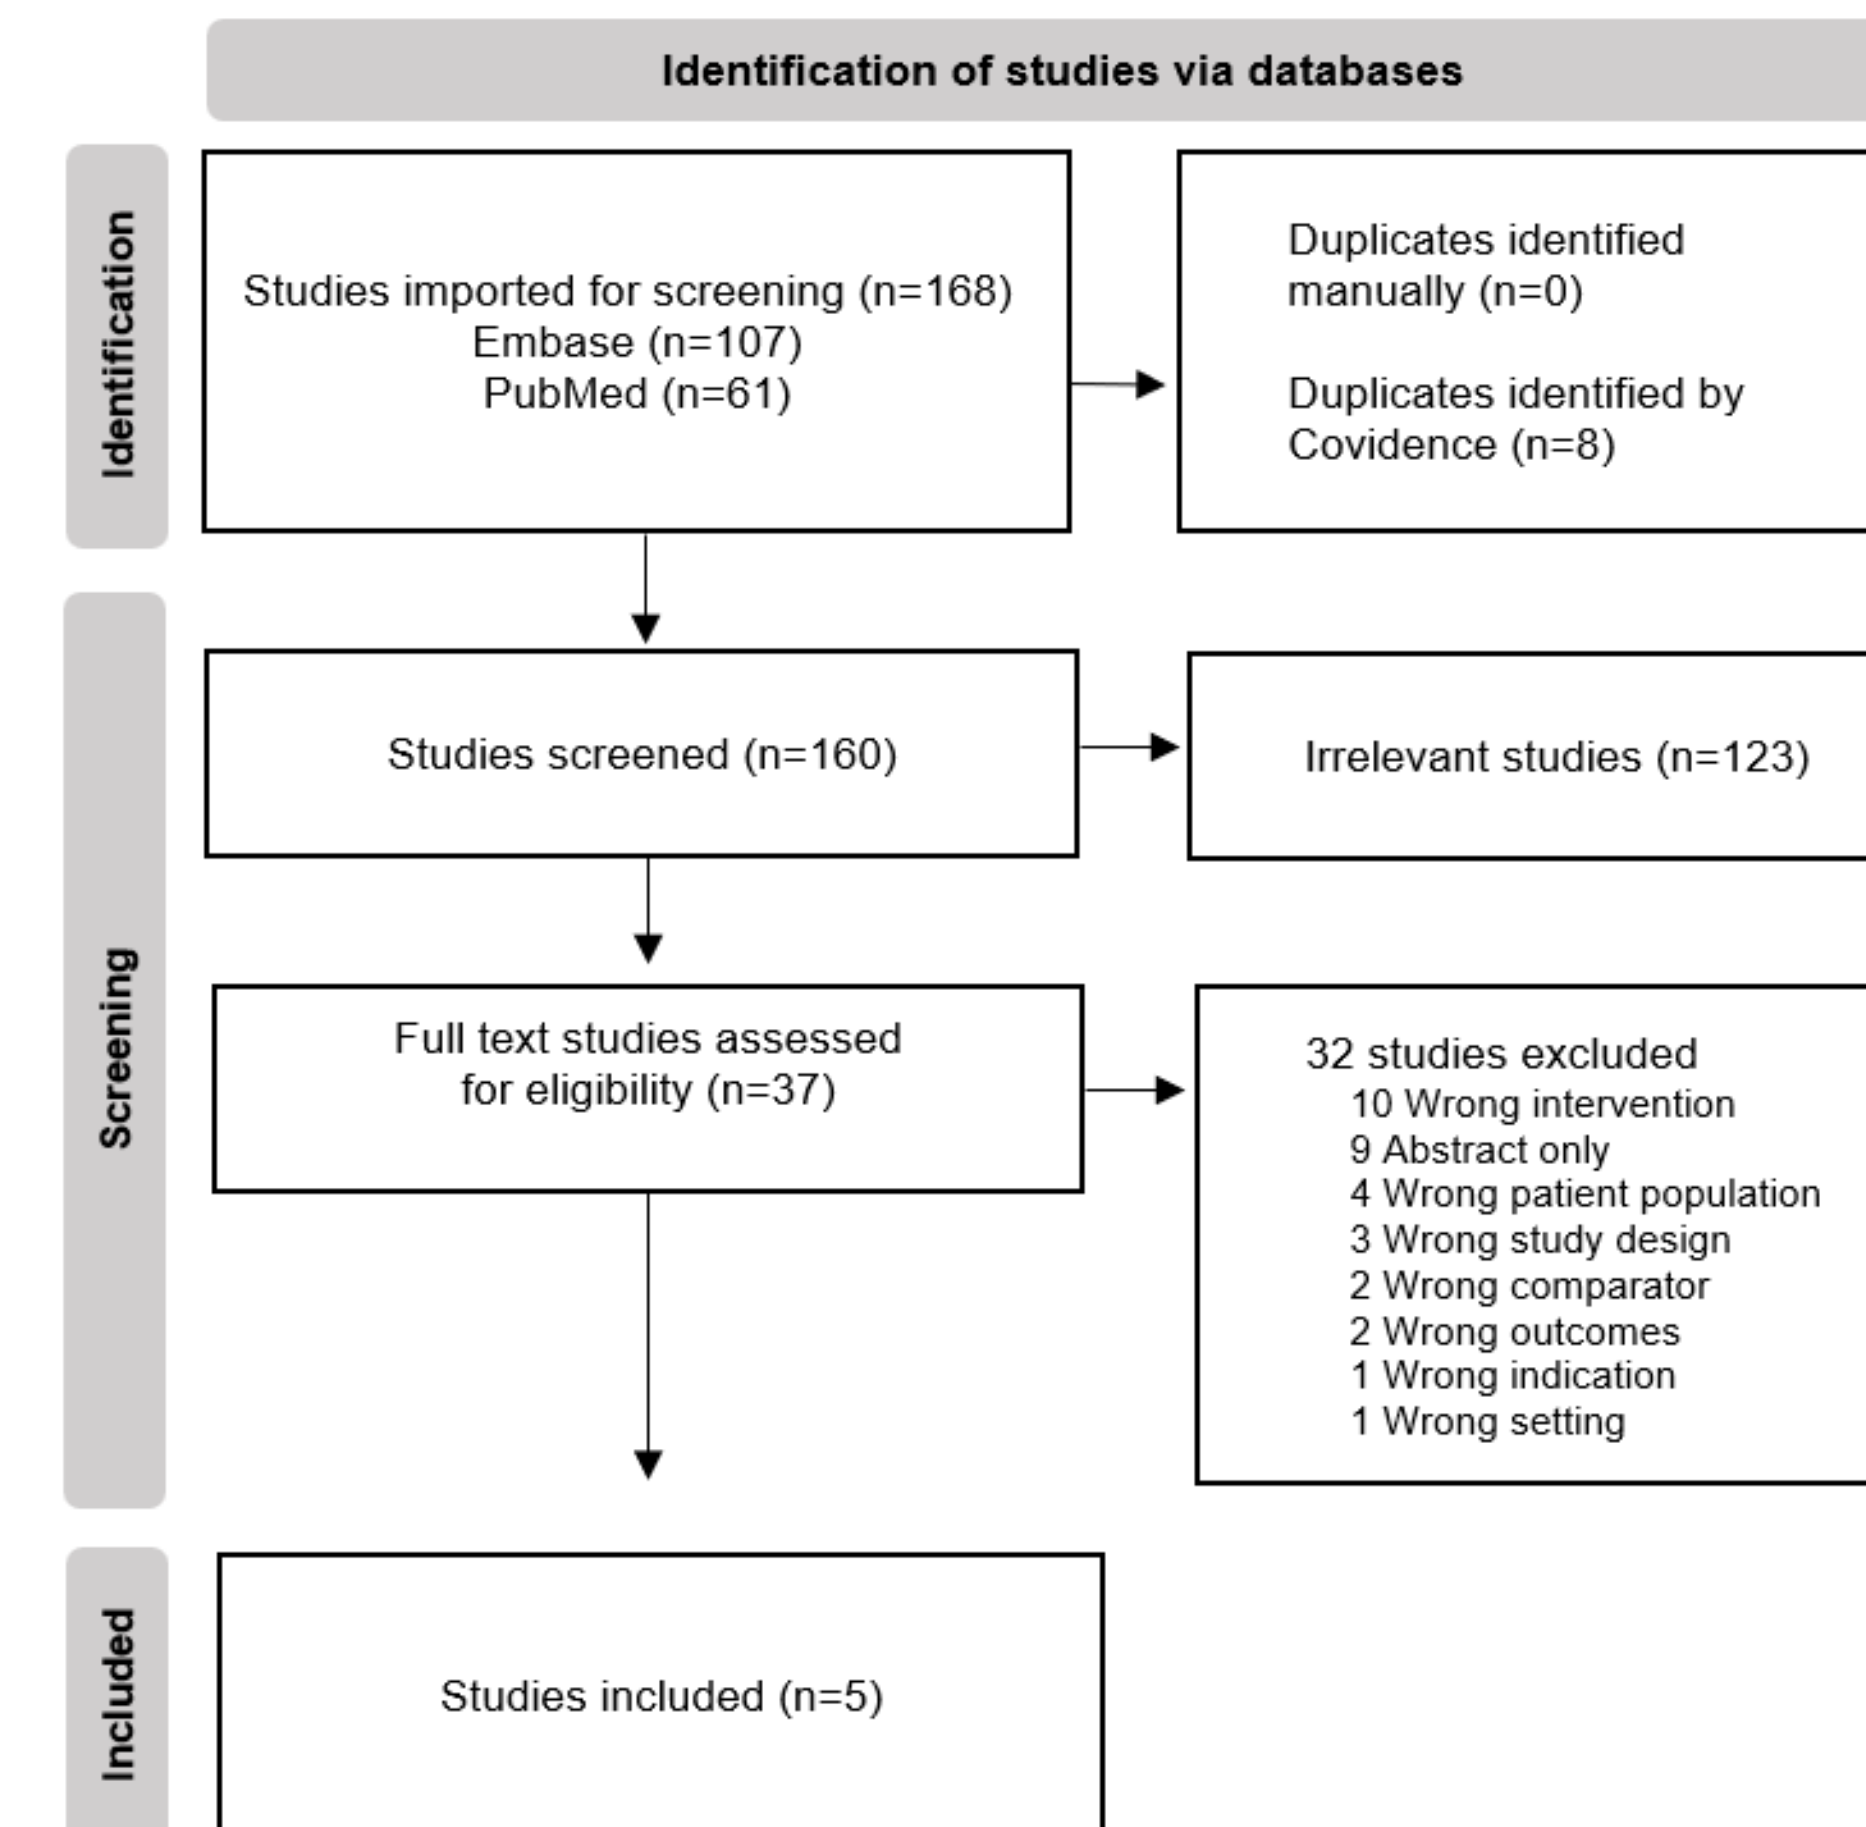 Identification of studies via databases
Identification
Studies imported for screening (n=168)
Embase (n=107)
PubMed (n=61)
Duplicates identified
manually (n=0)
Duplicates identified by
Covidence (n=8)
Screening
Studies screened (n=160)
Irrelevant studies (n=123)
Full text studies assessed
for eligibility (n=37)
32 studies excluded
10 Wrong intervention
9 Abstract only
4 Wrong patient population
3 Wrong study design
2 Wrong comparator
2 Wrong outcomes
1 Wrong indication
1 Wrong setting
Included
Studies included (n=5)